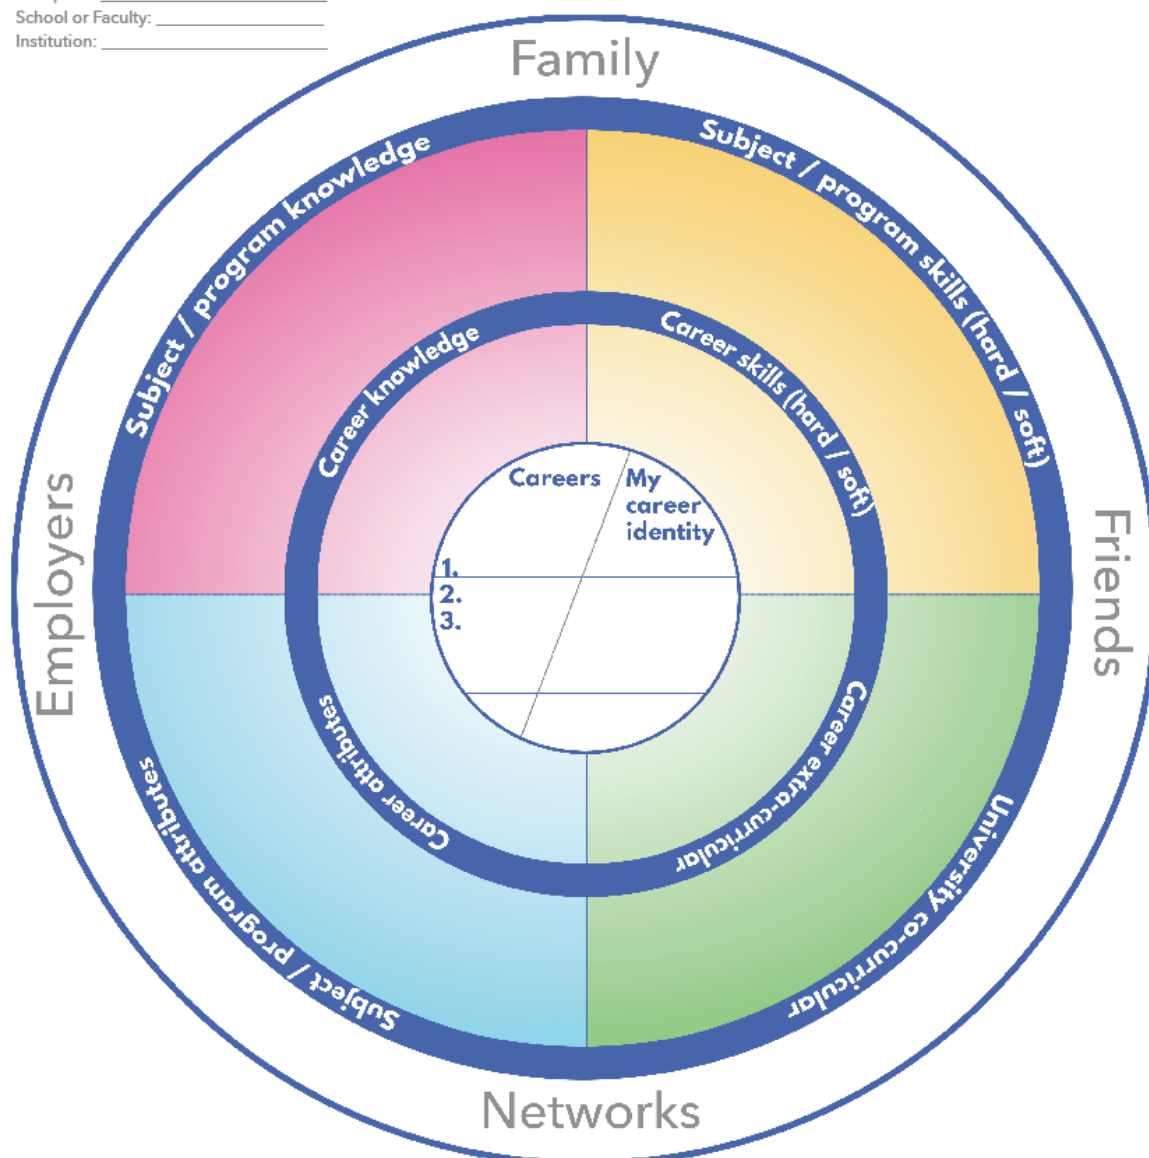 School or Faculty:
Institution:
Family
Subject / program knowledge
Subject / program skills (hard / soft)
Career knowledge
Career skills (hard / soft)
Careers
My
career
identity
1.
2.
3.
Employers
Friends
Career attributes
Career extra-curricular
Subject / program attributes
University co-curricular
Networks